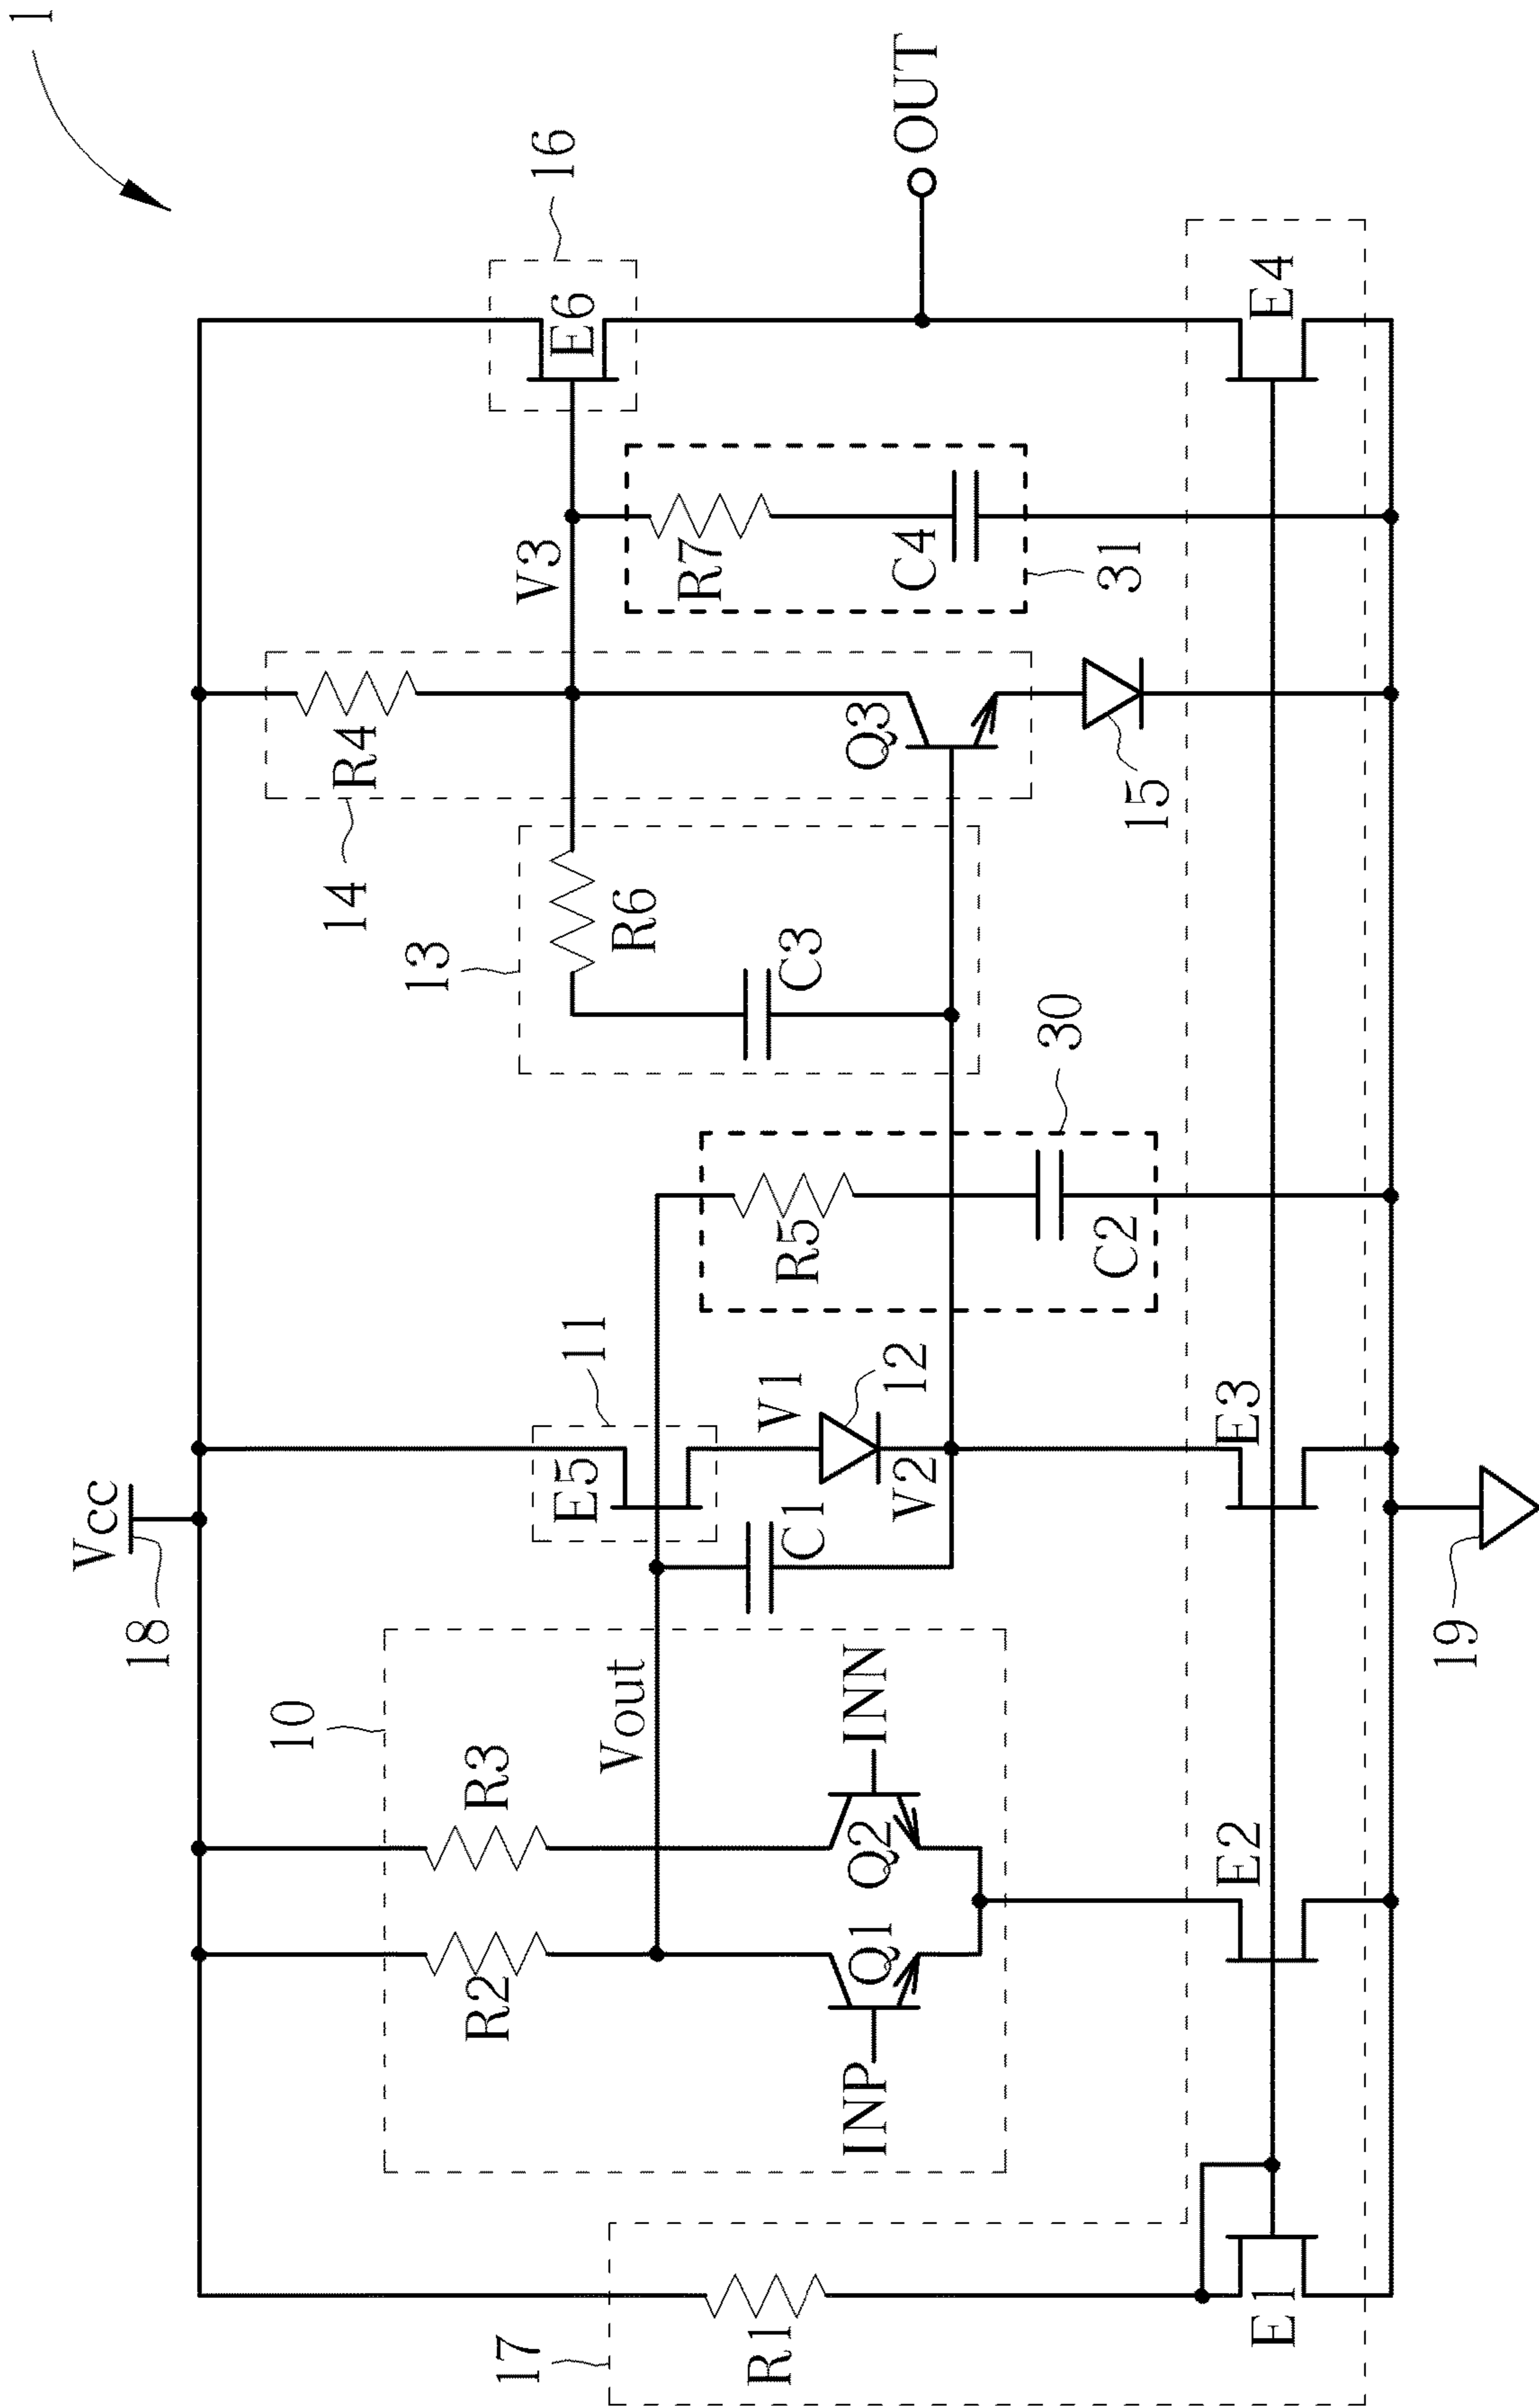 1
Vcc
18
10
R3
R2
Vout
Q2
Q1
INN
INP
17
R1
E1
E2
11
E5
C1
V1
12
V2
E3
19
30
R5
C2
13
R6
C3
14
R4
Q3
15
V3
R7
C4
31
16
E6
OUT
E4